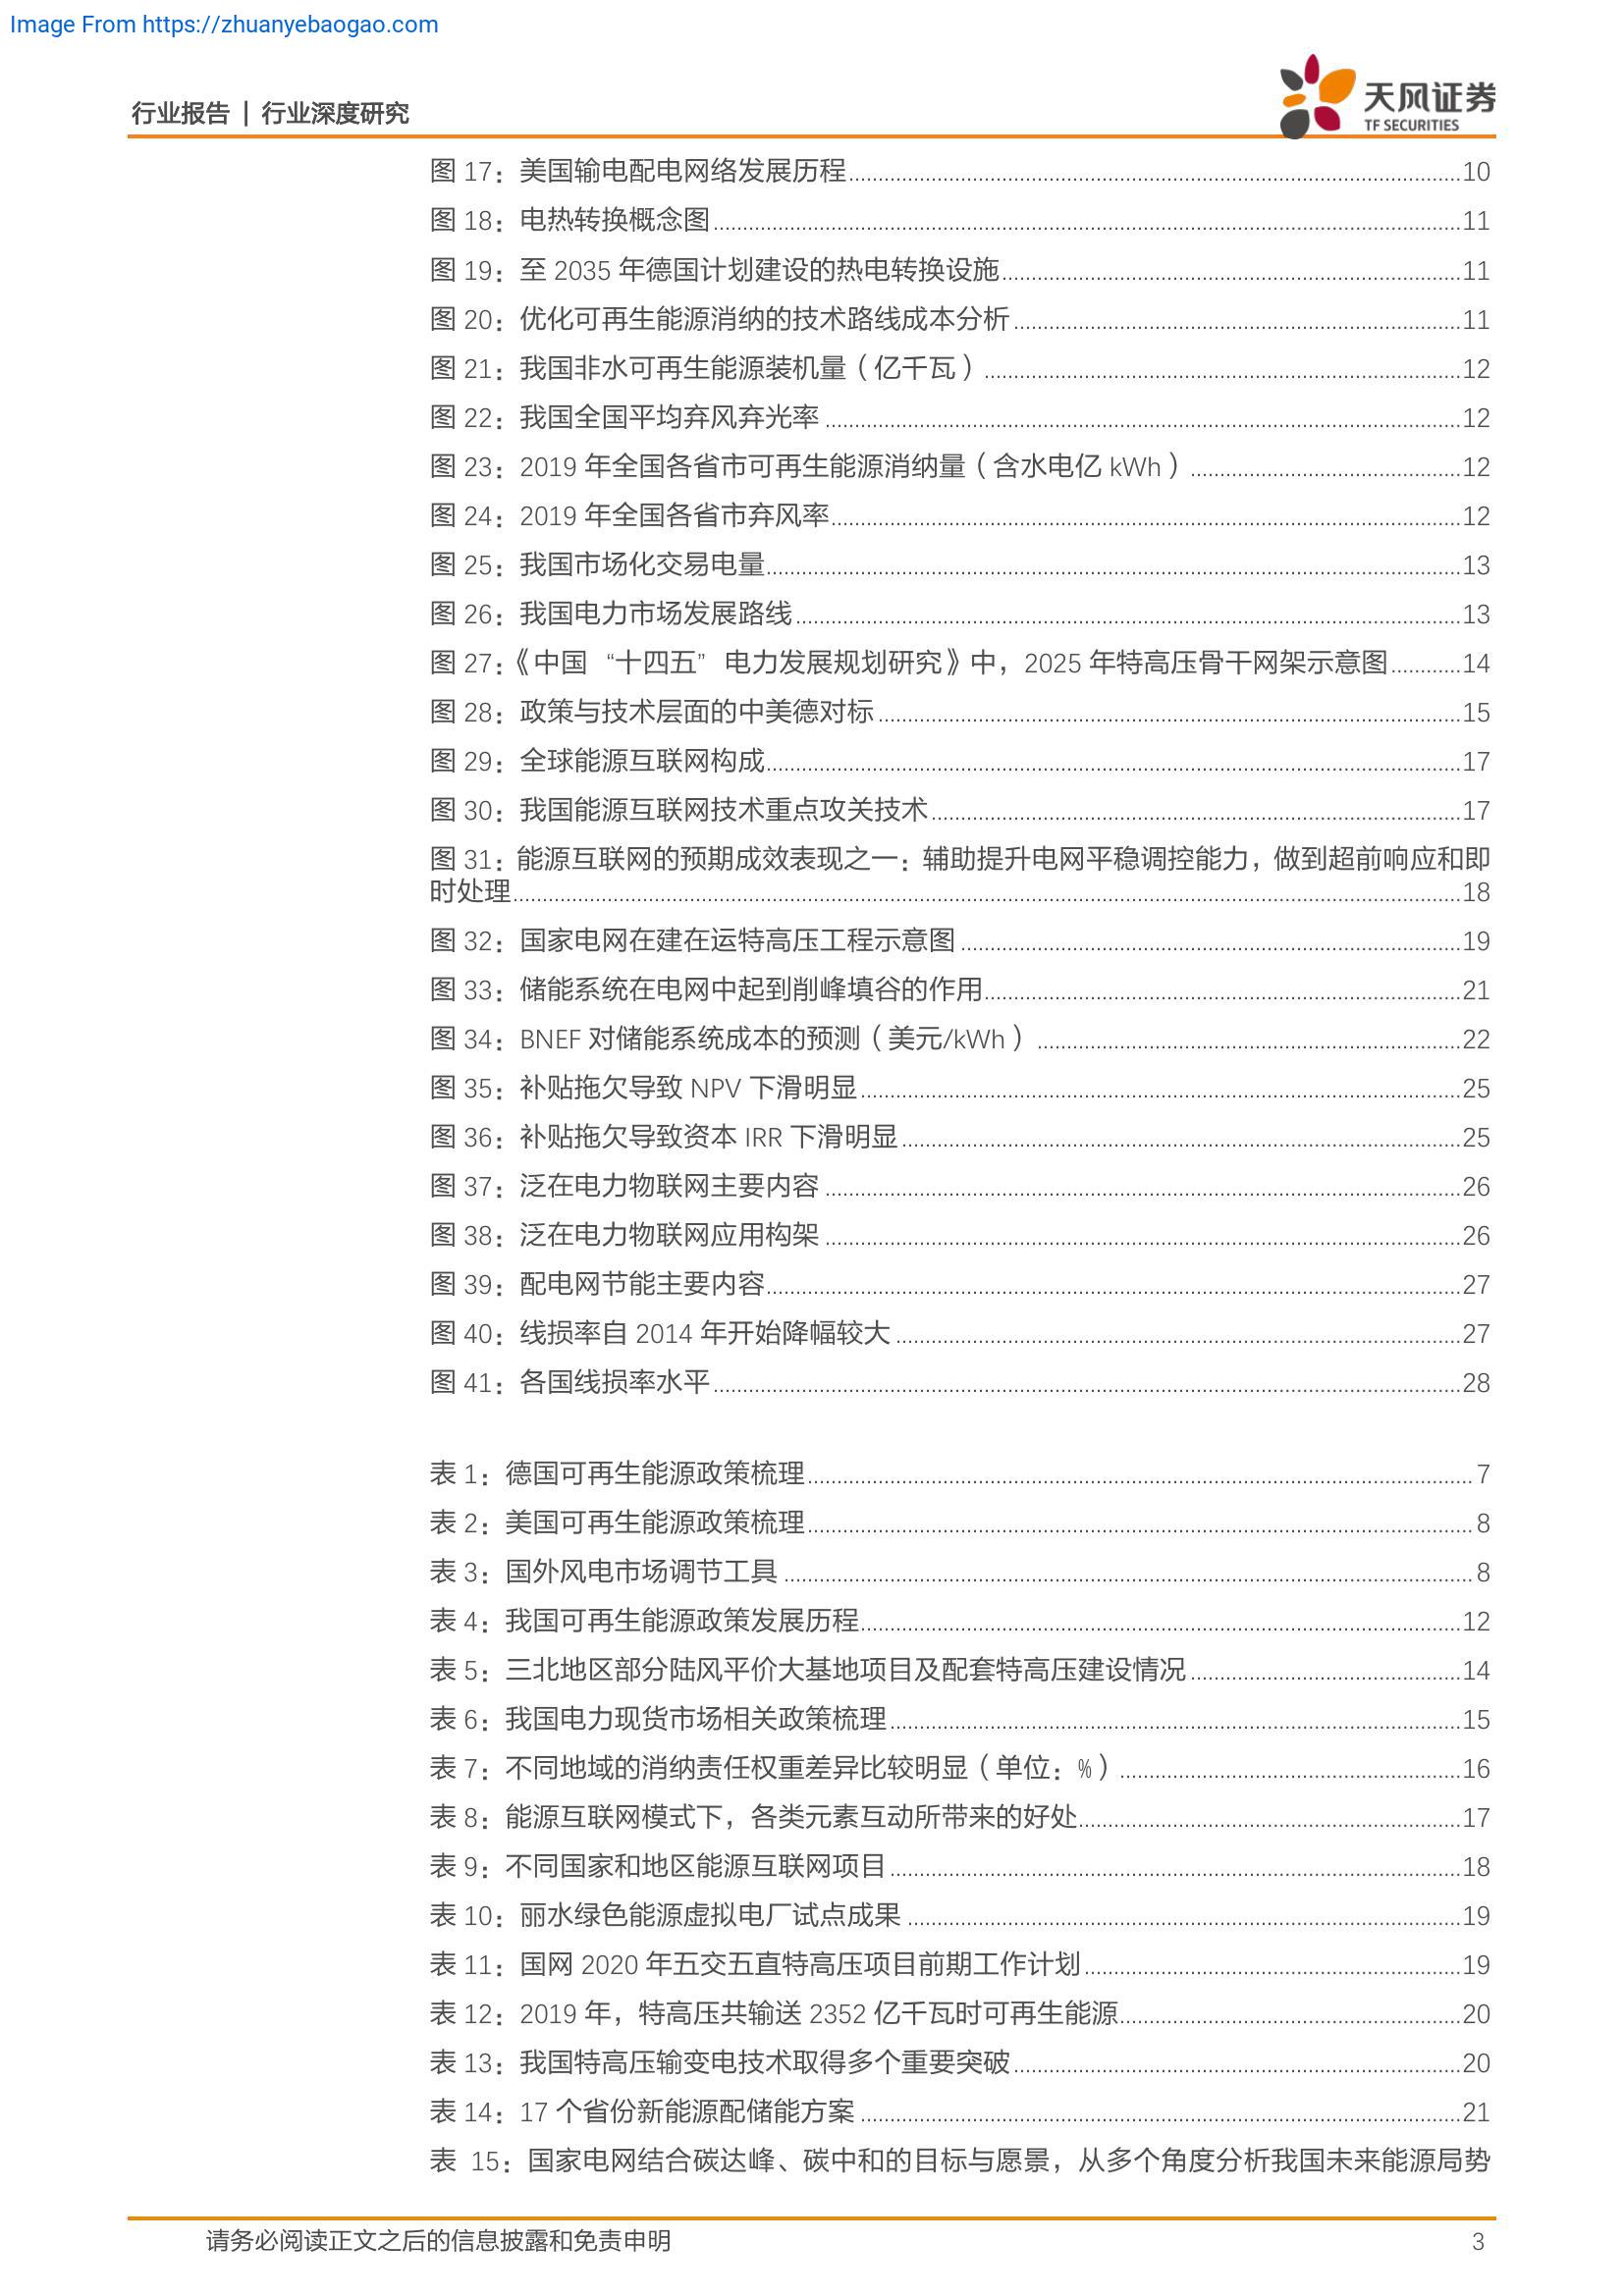 Image From https://zhuanyebaogao.com
行业报告 | 行业深度研究
天风证券
TF SECURITIES
图 17：美国输电配电网络发展历程 10
图 18：电热转换概念图 11
图 19：至 2035 年德国计划建设的热电转换设施 11
图 20：优化可再生能源消纳的技术路线成本分析 11
图 21：我国非水可再生能源装机量（亿千瓦） 12
图 22：我国全国平均弃风弃光率 12
图 23：2019 年全国各省市可再生能源消纳量（含水电亿 kWh） 12
图 24：2019 年全国各省市弃风率 12
图 25：我国市场化交易电量 13
图 26：我国电力市场发展路线 13
图 27：《中国 “十四五” 电力发展规划研究》中，2025 年特高压骨干网架示意图 14
图 28：政策与技术层面的中美德对标 15
图 29：全球能源互联网构成 17
图 30：我国能源互联网技术重点攻关技术 17
图 31：能源互联网的预期成效表现之一：辅助提升电网平稳调控能力，做到超前响应和即
时处理 18
图 32：国家电网在建在运特高压工程示意图 19
图 33：储能系统在电网中起到削峰填谷的作用 21
图 34：BNEF 对储能系统成本的预测（美元/kWh） 22
图 35：补贴拖欠导致 NPV 下滑明显 25
图 36：补贴拖欠导致资本 IRR 下滑明显 25
图 37：泛在电力物联网主要内容 26
图 38：泛在电力物联网应用构架 26
图 39：配电网节能主要内容 27
图 40：线损率自 2014 年开始降幅较大 27
图 41：各国线损率水平 28
表 1：德国可再生能源政策梳理 7
表 2：美国可再生能源政策梳理 8
表 3：国外风电市场调节工具 8
表 4：我国可再生能源政策发展历程 12
表 5：三北地区部分陆风平价大基地项目及配套特高压建设情况 14
表 6：我国电力现货市场相关政策梳理 15
表 7：不同地域的消纳责任权重差异比较明显（单位：%） 16
表 8：能源互联网模式下，各类元素互动所带来的好处 17
表 9：不同国家和地区能源互联网项目 18
表 10：丽水绿色能源虚拟电厂试点成果 19
表 11：国网 2020 年五交五直特高压项目前期工作计划 19
表 12：2019 年，特高压共输送 2352 亿千瓦时可再生能源 20
表 13：我国特高压输变电技术取得多个重要突破 20
表 14：17 个省份新能源配储能方案 21
表 15：国家电网结合碳达峰、碳中和的目标与愿景，从多个角度分析我国未来能源局势
请务必阅读正文之后的信息披露和免责申明 3